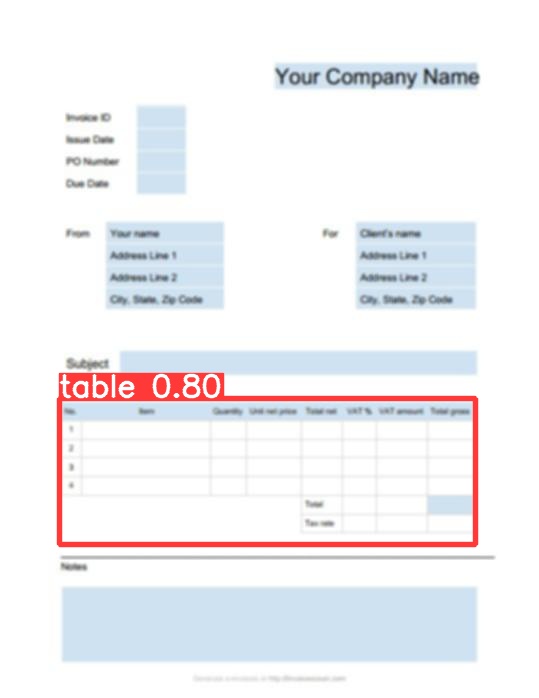 Your Company Name
Invoice ID
Issue Date
PO Number
Due Date
From Your name For Client's name
Address Line 1 Address Line 1
Address Line 2 Address Line 2
City, State, Zip Code City, State, Zip Code
Subject
table 0.80
No. Item Quantity Unit net price Total net VAT % VAT amount Total gross
1
2
3
4
Total
Tax rate
Notes